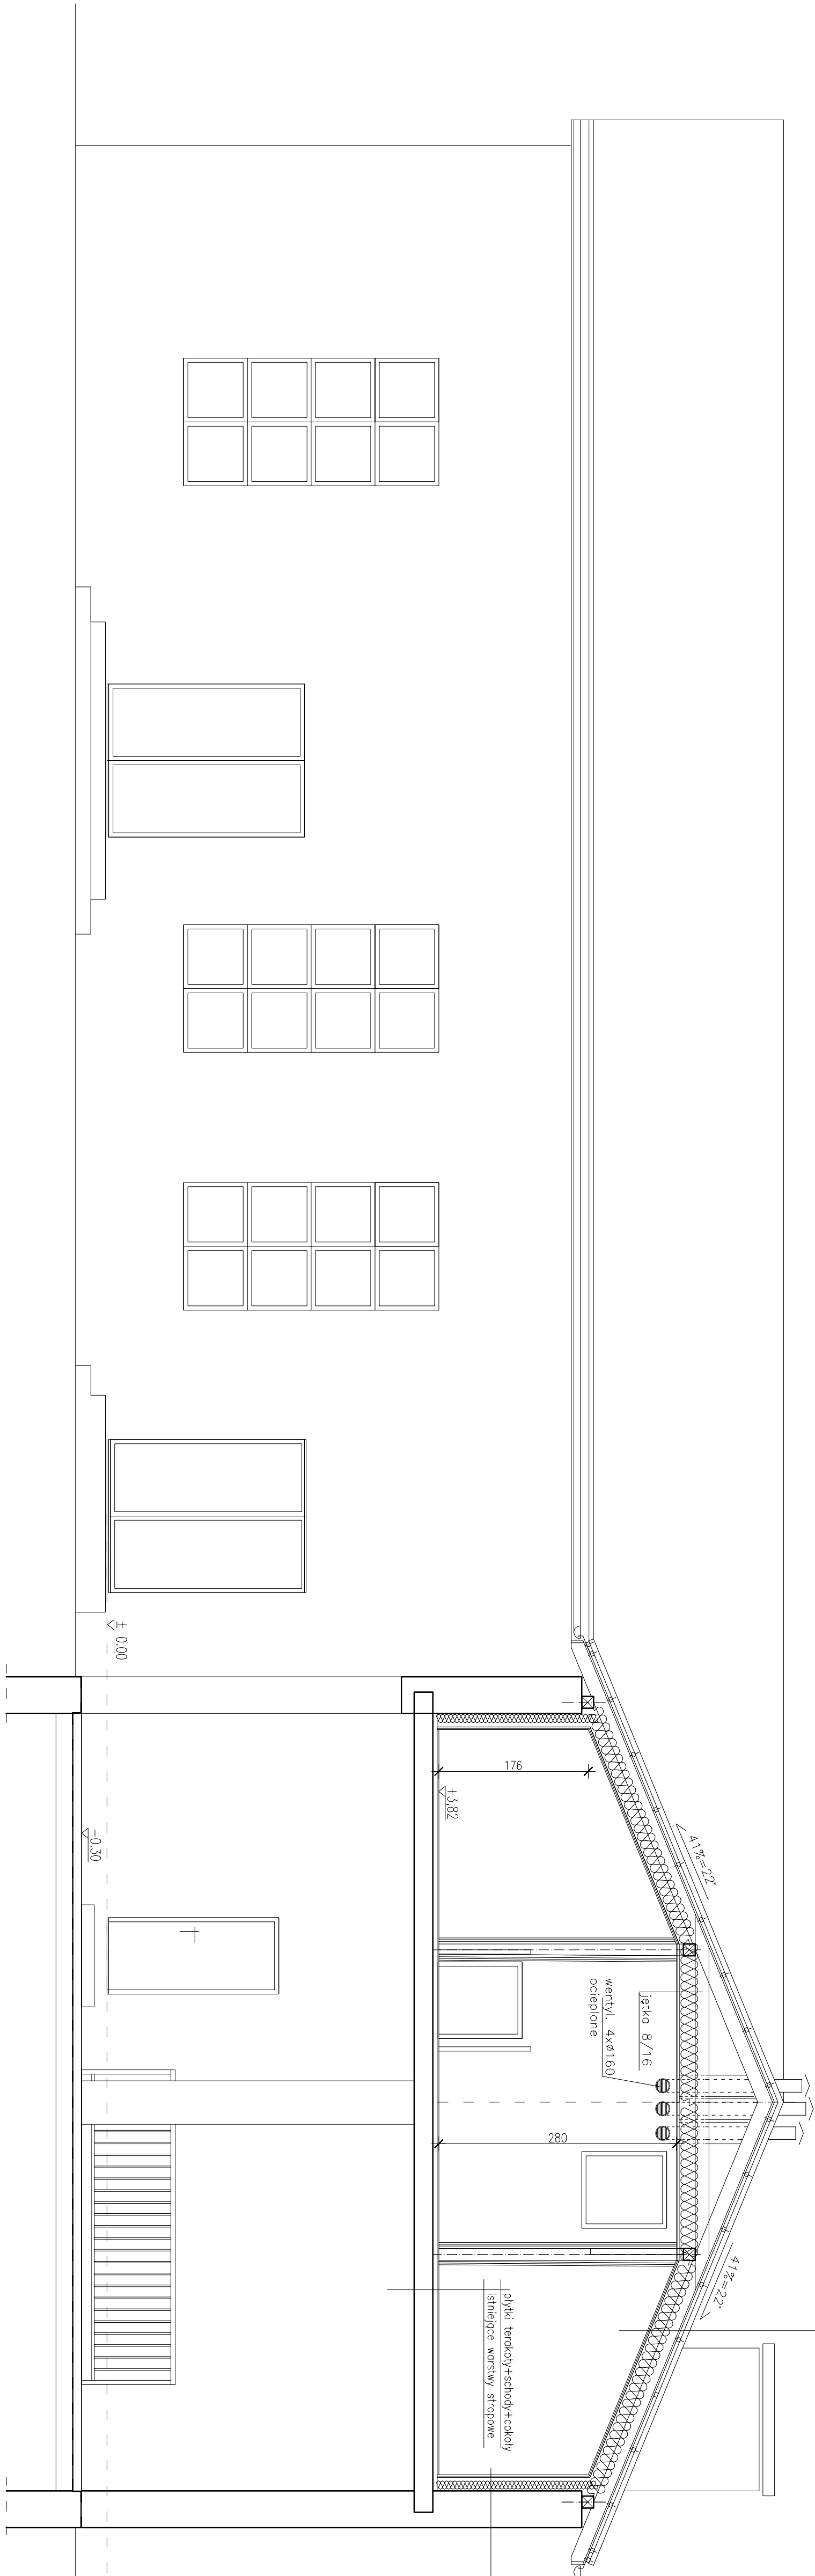 ± 0.00
176
+3,82
-0.30
41%=22°
jętka 8/16
wentyl. 4xø160
ocieplone
280
41%=22°
płytki terakoty+schody+cokoły
istniejące warstwy stropowe